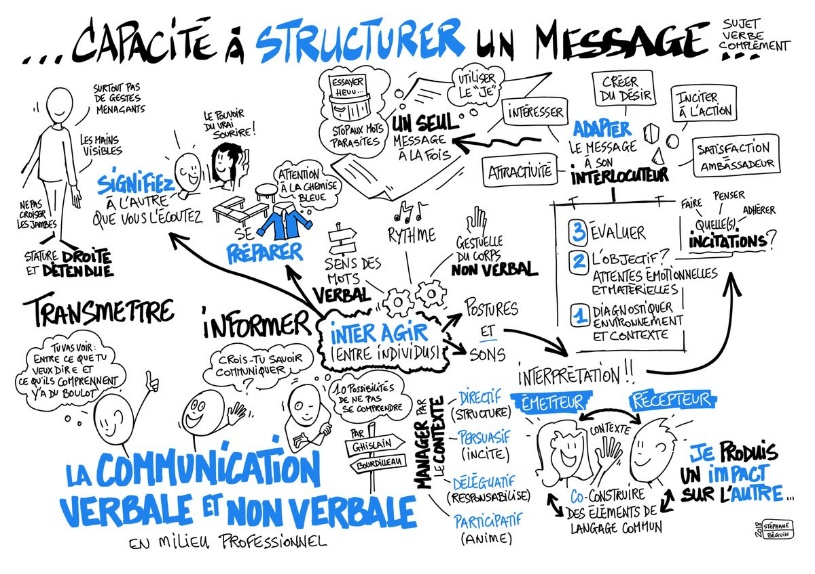 ...CAPACITÉ À STRUCTURER UN MESSAGE ...
SUJET
VERBE
COMPLÉMENT
SURTOUT PAS
DE GESTES
MENAÇANTS
LES MAINS
VISIBLES
NE PAS
CROISER
LES JAMBES
STATURE DROITE
ET DÉTENDUE
LE POUVOIR
DU VRAI
SOURIRE !
SIGNIFIEZ
À L'AUTRE
QUE VOUS L'ÉCOUTEZ
ATTENTION
À LA CHEMISE
BLEUE
SE
PRÉPARER
ESSAYER
HEUU...
STOP AUX MOTS
PARASITES
UTILISER
LE "JE"
UN SEUL
MESSAGE
À LA FOIS
INTÉRESSER
CRÉER
DU DÉSIR
INCITER
À L'ACTION
ATTRACTIVITÉ
SATISFACTION
=
AMBASSADEUR
ADAPTER
LE MESSAGE
À SON
INTERLOCUTEUR
3 ÉVALUER
2 L'OBJECTIF?
ATTENTES ÉMOTIONNELLES
ET MATÉRIELLES
1 DIAGNOSTIQUER
ENVIRONNEMENT
ET CONTEXTE
FAIRE
PENSER
ADHÉRER
QUELLE(S)
INCITATIONS?
RYTHME
SENS DES
MOTS
VERBAL
GESTUELLE
DU CORPS
NON VERBAL
INTER AGIR
(ENTRE INDIVIDUS)
POSTURES
ET
SONS
INTERPRÉTATION !!
TRANSMETTRE
INFORMER
TU VAS VOIR :
ENTRE CE QUE TU
VEUX DIRE ET
CE QU'ILS COMPRENNENT
Y'A DU BOULOT
CROIS-TU SAVOIR
COMMUNIQUER
?
10 POSSIBILITÉS
DE NE PAS
SE COMPRENDRE
PAR
GHISLAIN
BOURDILLEAU
LA COMMUNICATION
VERBALE ET NON VERBALE
EN MILIEU PROFESSIONNEL
MANAGER PAR
LE CONTEXTE
DIRECTIF
(STRUCTURE)
PERSUASIF
(INCITE)
DÉLÉGUATIF
(RESPONSABILISE)
PARTICIPATIF
(ANIME)
ÉMETTEUR
RÉCEPTEUR
CONTEXTE
CO-CONSTRUIRE
DES ÉLÉMENTS DE
LANGAGE COMMUN
JE PRODUIS
UN IMPACT
SUR L'AUTRE...
STÉPHANE
BÉGUIN